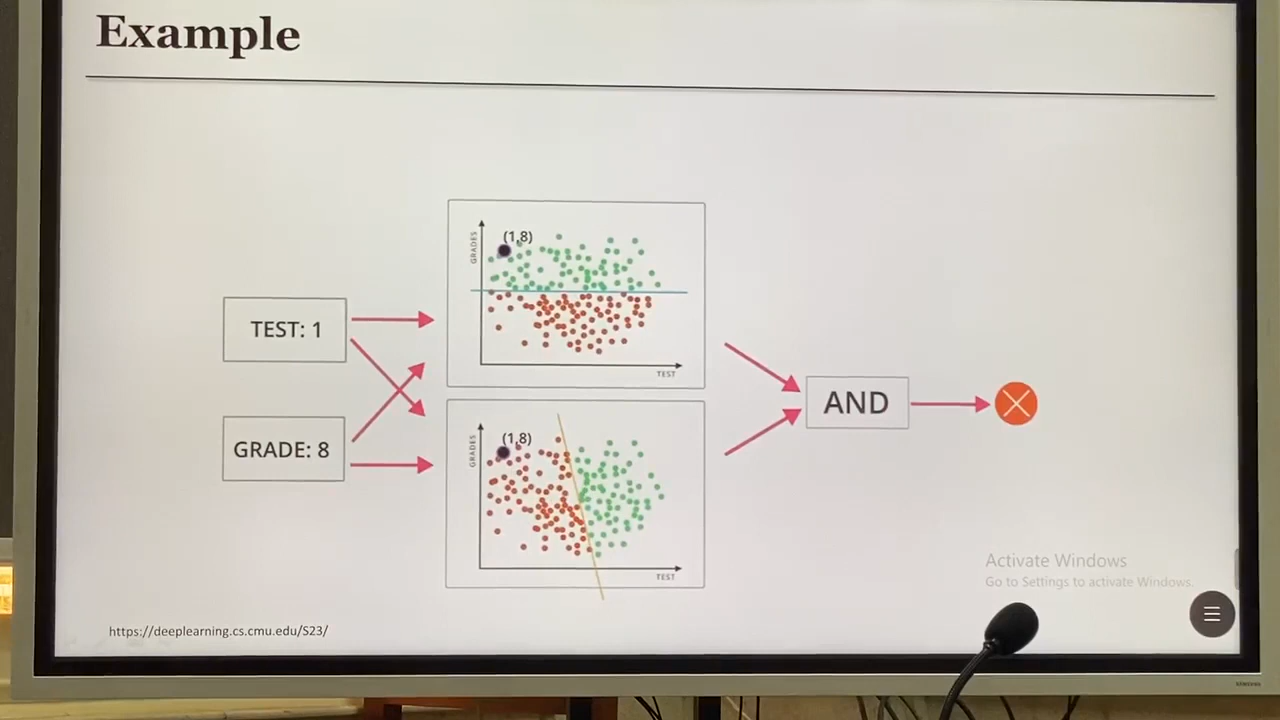 Example
(1,8)
GRADES
TEST
TEST: 1
GRADE: 8
(1,8)
GRADES
TEST
AND
Activate Windows
Go to Settings to activate Windows.
https://deeplearning.cs.cmu.edu/S23/
SAMSUNG